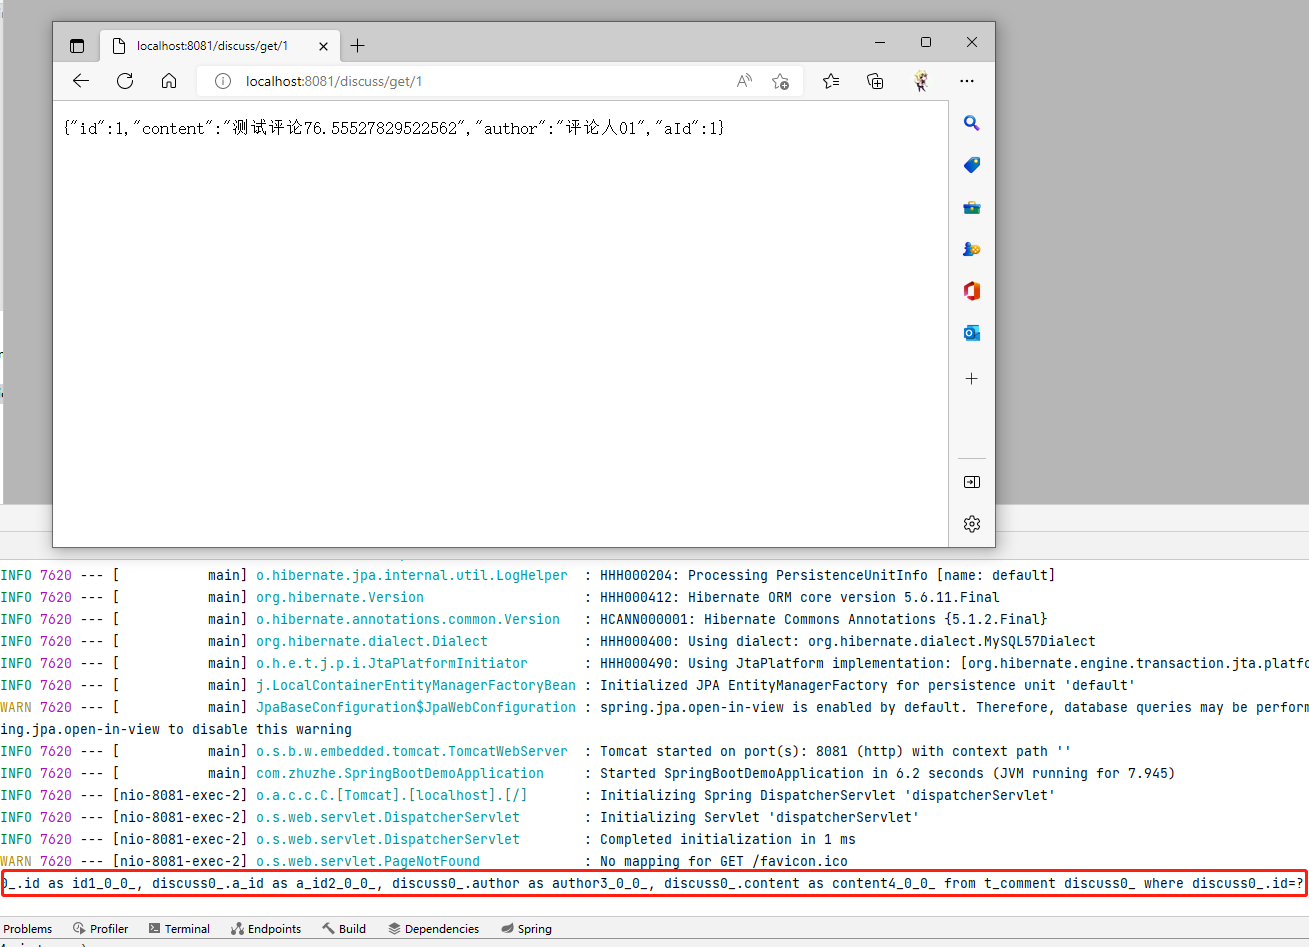 localhost:8081/discuss/get/1
localhost:8081/discuss/get/1
{"id":1,"content":"测试评论76.55527829522562","author":"评论人01","aId":1}
INFO 7620 --- [           main] o.hibernate.jpa.internal.util.LogHelper  : HHH000204: Processing PersistenceUnitInfo [name: default]
INFO 7620 --- [           main] org.hibernate.Version                    : HHH000412: Hibernate ORM core version 5.6.11.Final
INFO 7620 --- [           main] o.hibernate.annotations.common.Version   : HCANN000001: Hibernate Commons Annotations {5.1.2.Final}
INFO 7620 --- [           main] org.hibernate.dialect.Dialect            : HHH000400: Using dialect: org.hibernate.dialect.MySQL57Dialect
INFO 7620 --- [           main] o.h.e.t.j.p.i.JtaPlatformInitiator       : HHH000490: Using JtaPlatform implementation: [org.hibernate.engine.transaction.jta.platfo
INFO 7620 --- [           main] j.LocalContainerEntityManagerFactoryBean : Initialized JPA EntityManagerFactory for persistence unit 'default'
WARN 7620 --- [           main] JpaBaseConfiguration$JpaWebConfiguration : spring.jpa.open-in-view is enabled by default. Therefore, database queries may be perform
ing.jpa.open-in-view to disable this warning
INFO 7620 --- [           main] o.s.b.w.embedded.tomcat.TomcatWebServer  : Tomcat started on port(s): 8081 (http) with context path ''
INFO 7620 --- [           main] com.zhuzhe.SpringBootDemoApplication     : Started SpringBootDemoApplication in 6.2 seconds (JVM running for 7.945)
INFO 7620 --- [nio-8081-exec-2] o.a.c.c.C.[Tomcat].[localhost].[/]       : Initializing Spring DispatcherServlet 'dispatcherServlet'
INFO 7620 --- [nio-8081-exec-2] o.s.web.servlet.DispatcherServlet        : Initializing Servlet 'dispatcherServlet'
INFO 7620 --- [nio-8081-exec-2] o.s.web.servlet.DispatcherServlet        : Completed initialization in 1 ms
WARN 7620 --- [nio-8081-exec-2] o.s.web.servlet.PageNotFound             : No mapping for GET /favicon.ico
0_.id as id1_0_0_, discuss0_.a_id as a_id2_0_0_, discuss0_.author as author3_0_0_, discuss0_.content as content4_0_0_ from t_comment discuss0_ where discuss0_.id=?
Problems Profiler Terminal Endpoints Build Dependencies Spring